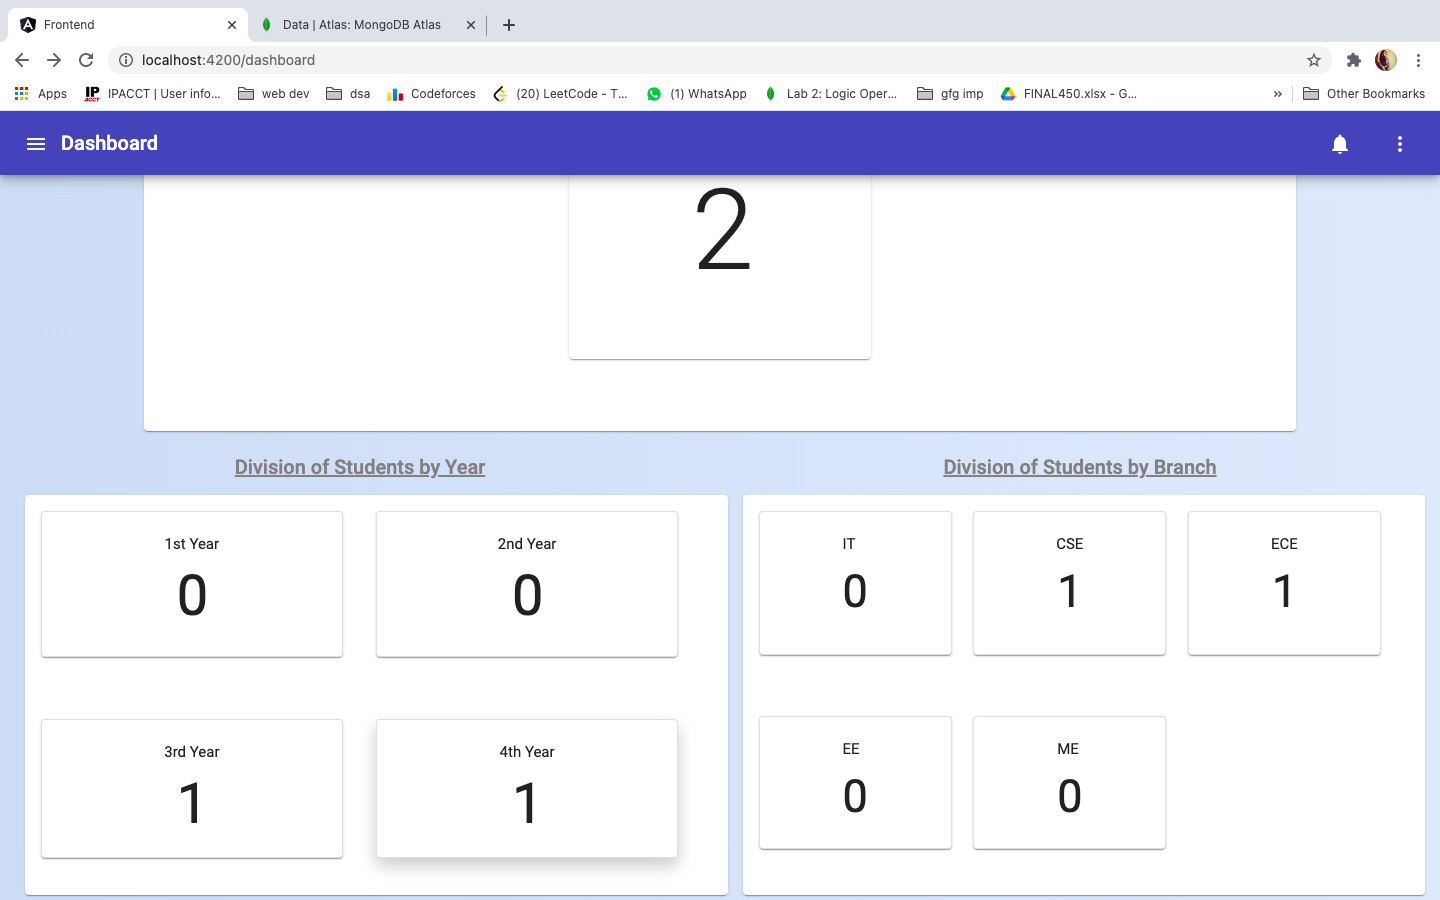 Frontend
Data | Atlas: MongoDB Atlas
localhost:4200/dashboard
Apps
IP
ACCT
IPACCT | User info...
web dev
dsa
Codeforces
(20) LeetCode - T...
(1) WhatsApp
Lab 2: Logic Oper...
gfg imp
FINAL450.xlsx - G...
»
Other Bookmarks
Dashboard
2
Division of Students by Year
Division of Students by Branch
1st Year
0
2nd Year
0
3rd Year
1
4th Year
1
IT
0
CSE
1
ECE
1
EE
0
ME
0